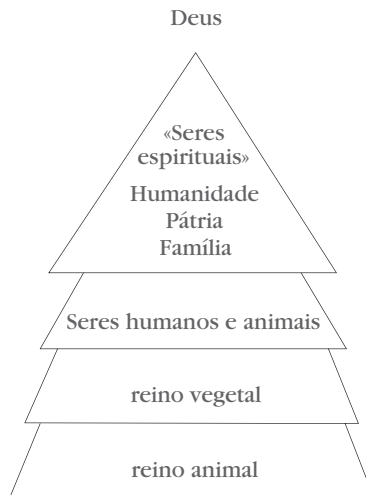 Deus
«Seres
espirituais»
Humanidade
Pátria
Família
Seres humanos e animais
reino vegetal
reino animal